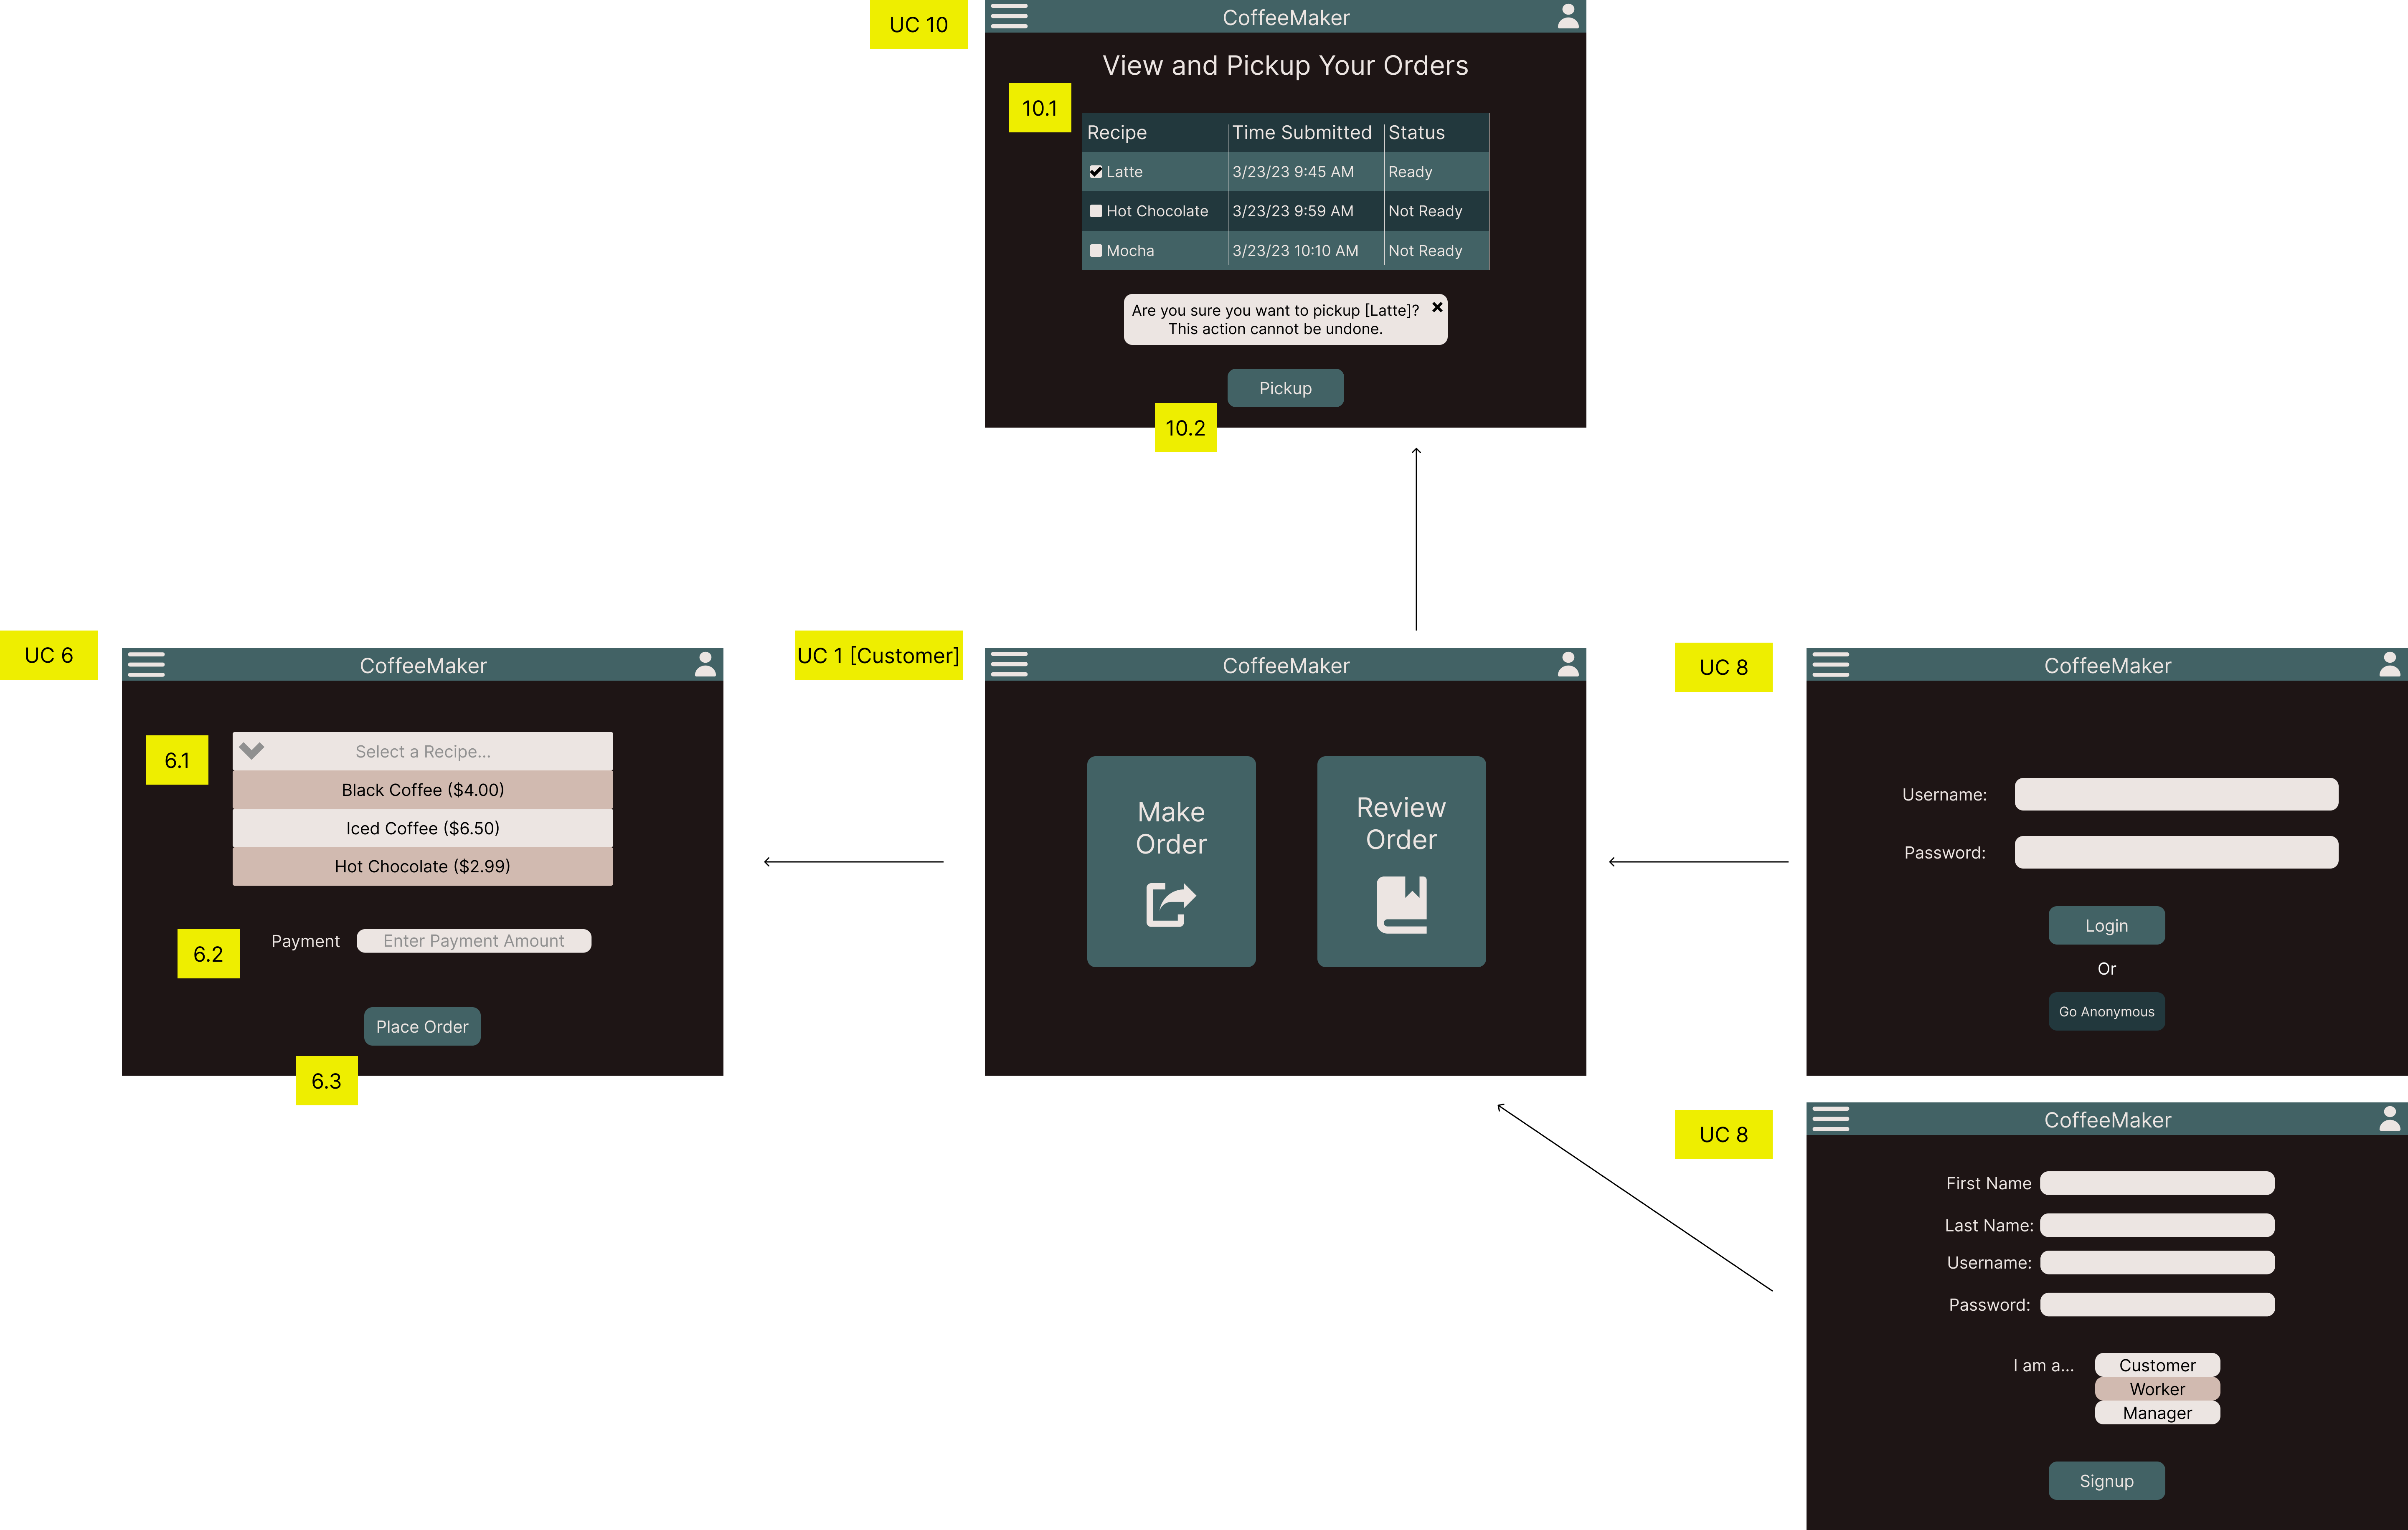 UC 10
CoffeeMaker
View and Pickup Your Orders
10.1
Recipe Time Submitted Status
Latte 3/23/23 9:45 AM Ready
Hot Chocolate 3/23/23 9:59 AM Not Ready
Mocha 3/23/23 10:10 AM Not Ready
Are you sure you want to pickup [Latte]?
This action cannot be undone.
Pickup
10.2
UC 6
CoffeeMaker
6.1
Select a Recipe...
Black Coffee ($4.00)
Iced Coffee ($6.50)
Hot Chocolate ($2.99)
6.2
Payment Enter Payment Amount
Place Order
6.3
UC 1 [Customer]
CoffeeMaker
Make
Order
Review
Order
UC 8
CoffeeMaker
Username:
Password:
Login
Or
Go Anonymous
UC 8
CoffeeMaker
First Name
Last Name:
Username:
Password:
I am a... Customer
Worker
Manager
Signup